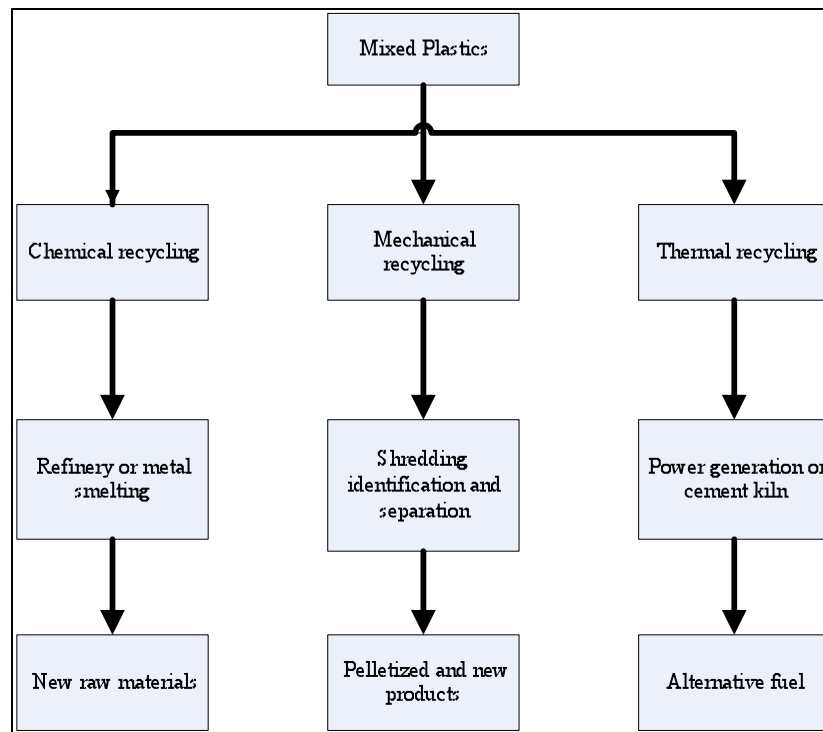 Mixed Plastics
Chemical recycling
Mechanical
recycling
Thermal recycling
Refinery or metal
smelting
Shredding
identification and
separation
Power generation or
cement kiln
New raw materials
Pelletized and new
products
Alternative fuel